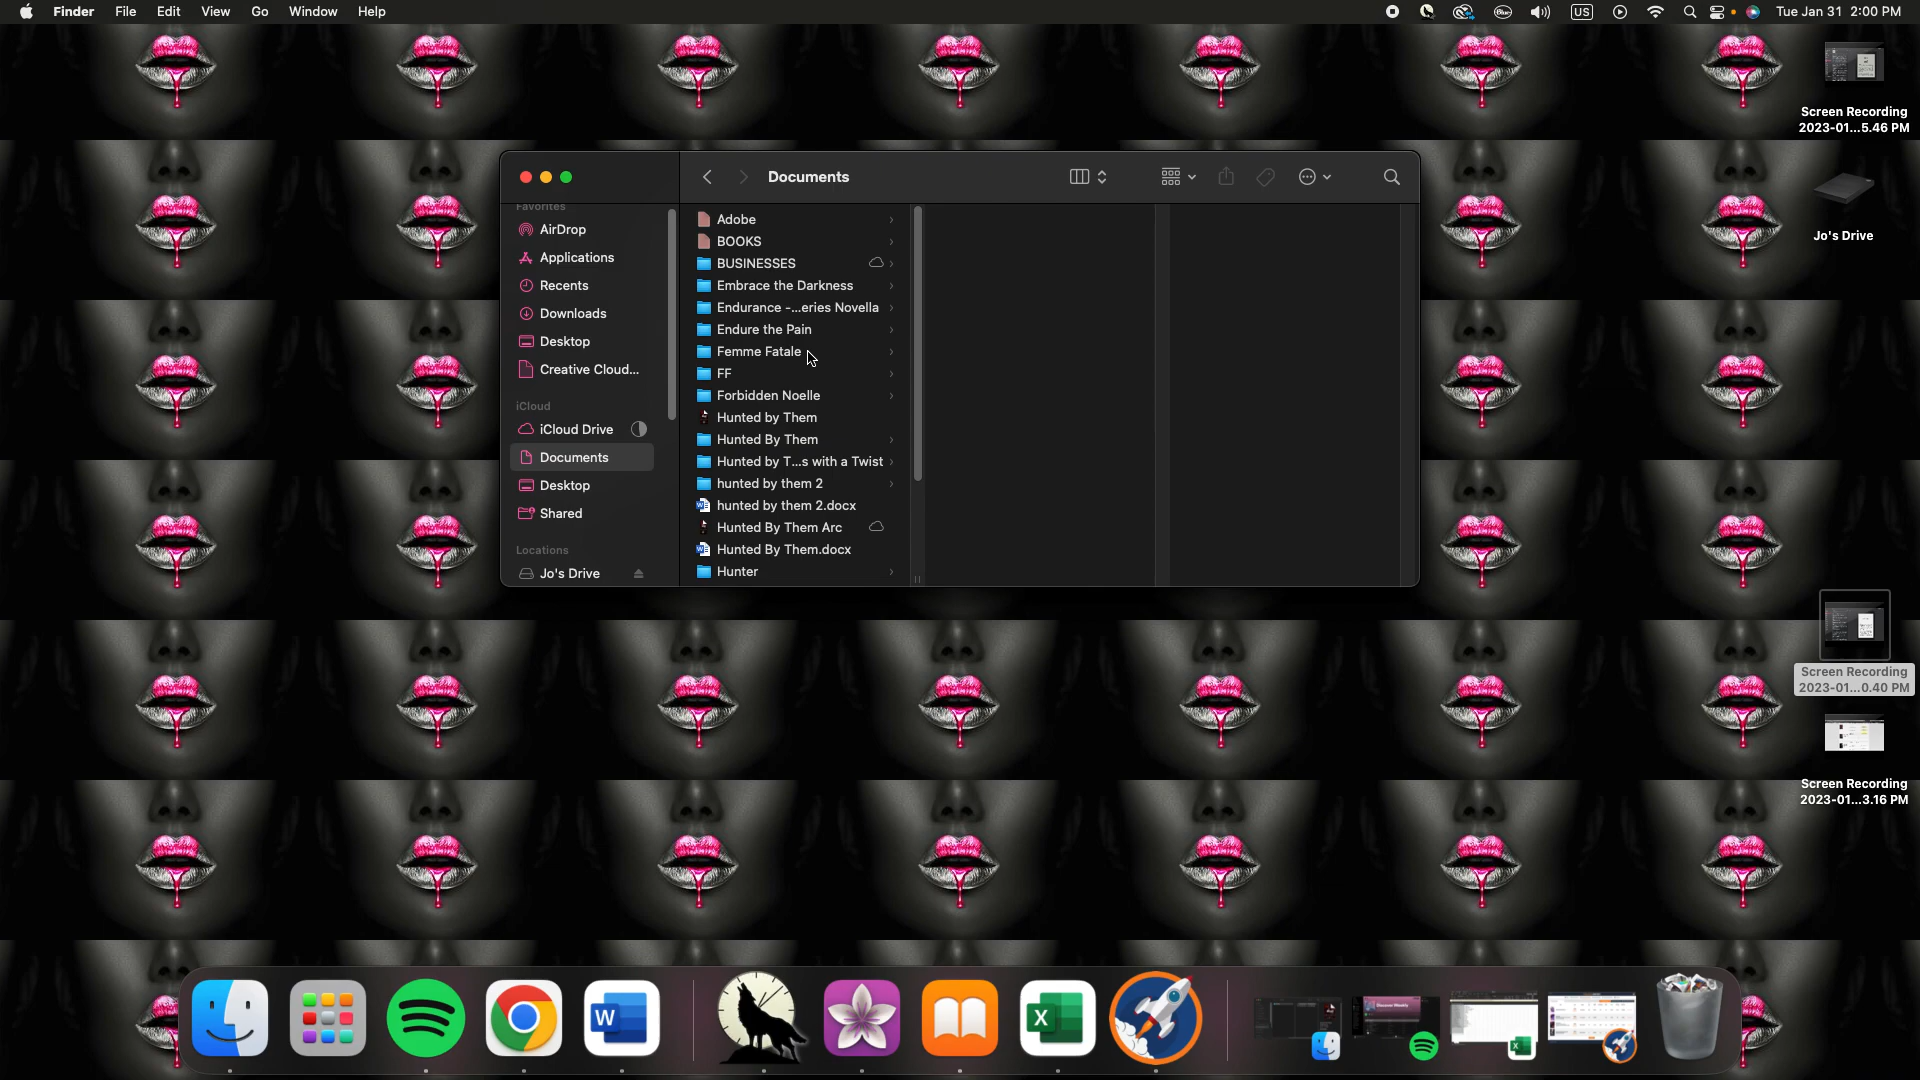 Finder File Edit View Go Window Help
US
Tue Jan 31 2:00 PM
Screen Recording
2023-01...5.46 PM
Jo's Drive
Screen Recording
2023-01...0.40 PM
Screen Recording
2023-01...3.16 PM
Documents
Favorites
AirDrop
Applications
Recents
Downloads
Desktop
Creative Cloud...
iCloud
iCloud Drive
Documents
Desktop
Shared
Locations
Jo's Drive
Adobe
BOOKS
BUSINESSES
Embrace the Darkness
Endurance -...eries Novella
Endure the Pain
Femme Fatale
FF
Forbidden Noelle
Hunted by Them
Hunted By Them
Hunted by T...s with a Twist
hunted by them 2
hunted by them 2.docx
Hunted By Them Arc
Hunted By Them.docx
Hunter
W
X